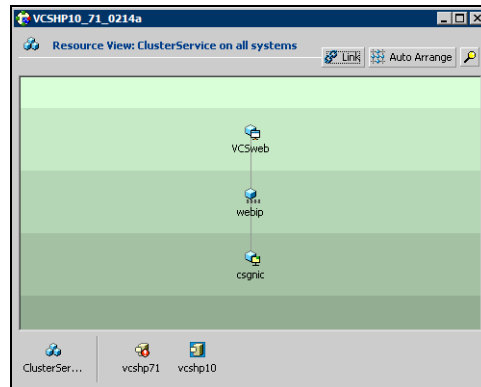 VCSHP10_71_0214a
Resource View: ClusterService on all systems
Link
Auto Arrange
VCSweb
webip
csgnic
ClusterSer...
vcshp71
vcshp10